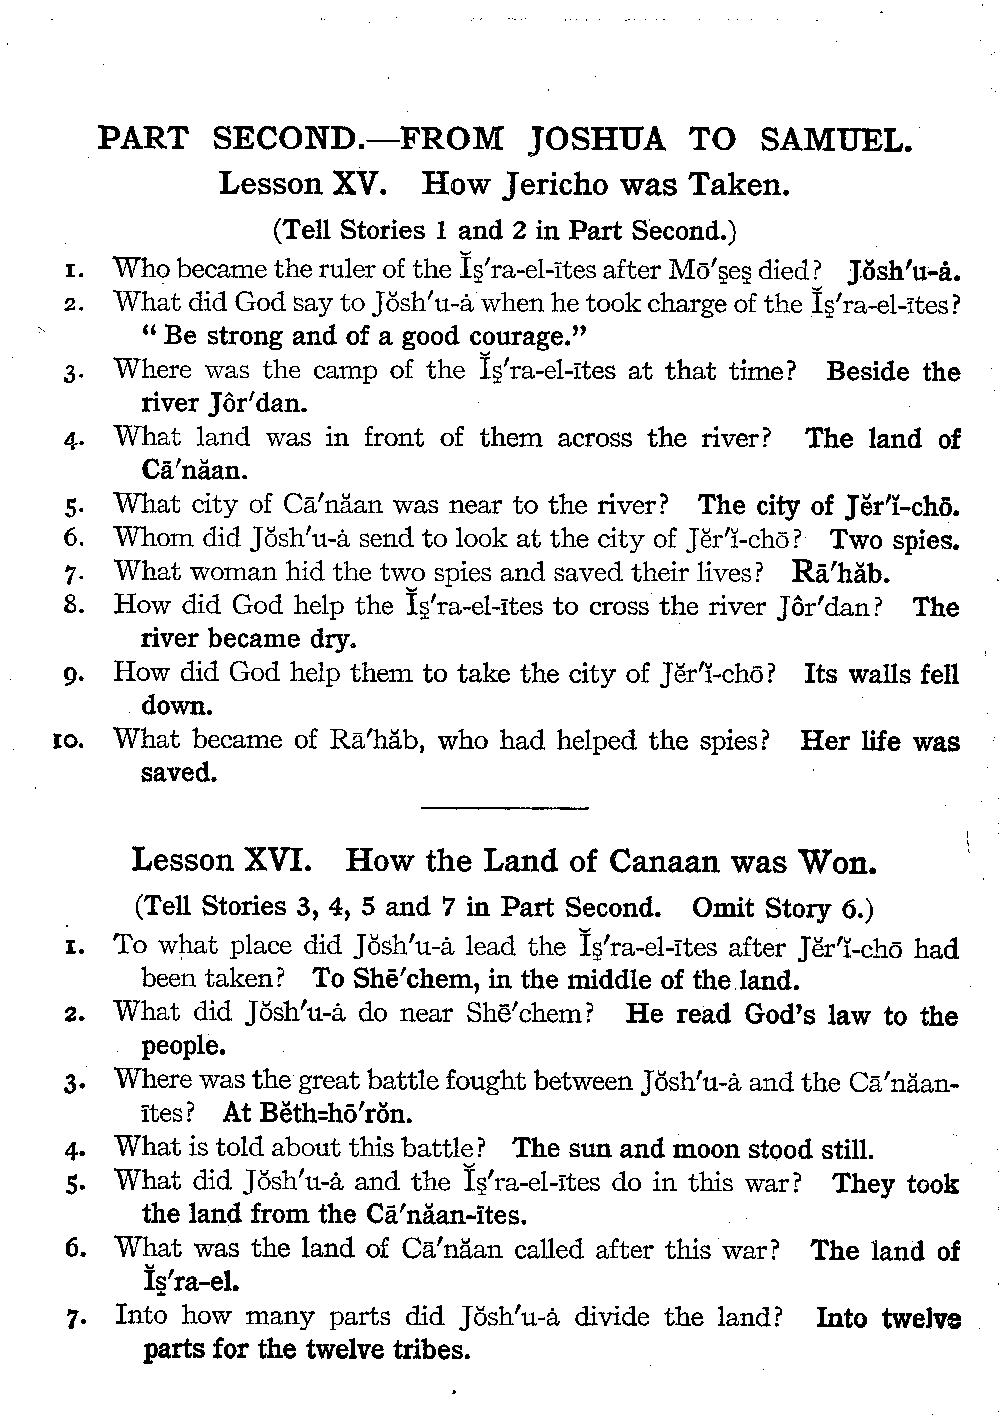 PART SECOND.—FROM JOSHUA TO SAMUEL.
Lesson XV. How Jericho was Taken.
(Tell Stories 1 and 2 in Part Second.)
1. Who became the ruler of the Ĭş′ra-el-ītes after Mō′şeş died? Jŏsh′u-ȧ.
2. What did God say to Jŏsh′u-ȧ when he took charge of the Ĭş′ra-el-ītes?
“Be strong and of a good courage.”
3. Where was the camp of the Ĭş′ra-el-ītes at that time? Beside the
river Jôr′dan.
4. What land was in front of them across the river? The land of
Cā′năan.
5. What city of Cā′năan was near to the river? The city of Jĕr′ĭ-chō.
6. Whom did Jŏsh′u-ȧ send to look at the city of Jĕr′ĭ-chō? Two spies.
7. What woman hid the two spies and saved their lives? Rā′hăb.
8. How did God help the Ĭş′ra-el-ītes to cross the river Jôr′dan? The
river became dry.
9. How did God help them to take the city of Jĕr′ĭ-chō? Its walls fell
down.
10. What became of Rā′hăb, who had helped the spies? Her life was
saved.
Lesson XVI. How the Land of Canaan was Won.
(Tell Stories 3, 4, 5 and 7 in Part Second. Omit Story 6.)
1. To what place did Jŏsh′u-ȧ lead the Ĭş′ra-el-ītes after Jĕr′ĭ-chō had
been taken? To Shē′chem, in the middle of the land.
2. What did Jŏsh′u-ȧ do near Shē′chem? He read God’s law to the
people.
3. Where was the great battle fought between Jŏsh′u-ȧ and the Cā′năan-
ītes? At Bĕth=hō′rŏn.
4. What is told about this battle? The sun and moon stood still.
5. What did Jŏsh′u-ȧ and the Ĭş′ra-el-ītes do in this war? They took
the land from the Cā′năan-ītes.
6. What was the land of Cā′năan called after this war? The land of
Ĭş′ra-el.
7. Into how many parts did Jŏsh′u-ȧ divide the land? Into twelve
parts for the twelve tribes.